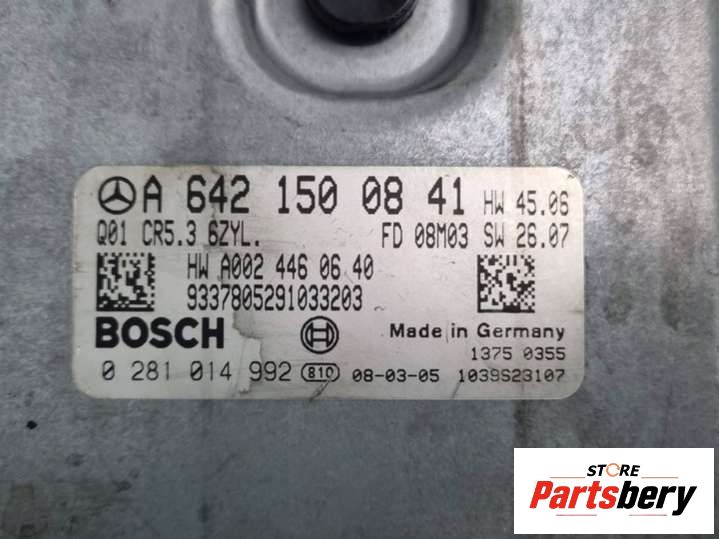 A 642 150 08 41 HW 45.06
Q01 CR5.3 6ZYL. FD 08M03 SW 26.07
HW A002 446 06 40
9337805291033203
BOSCH Made in Germany
1375 0355
0 281 014 992 810 08-03-05 1039S23107
STORE
Partsbery